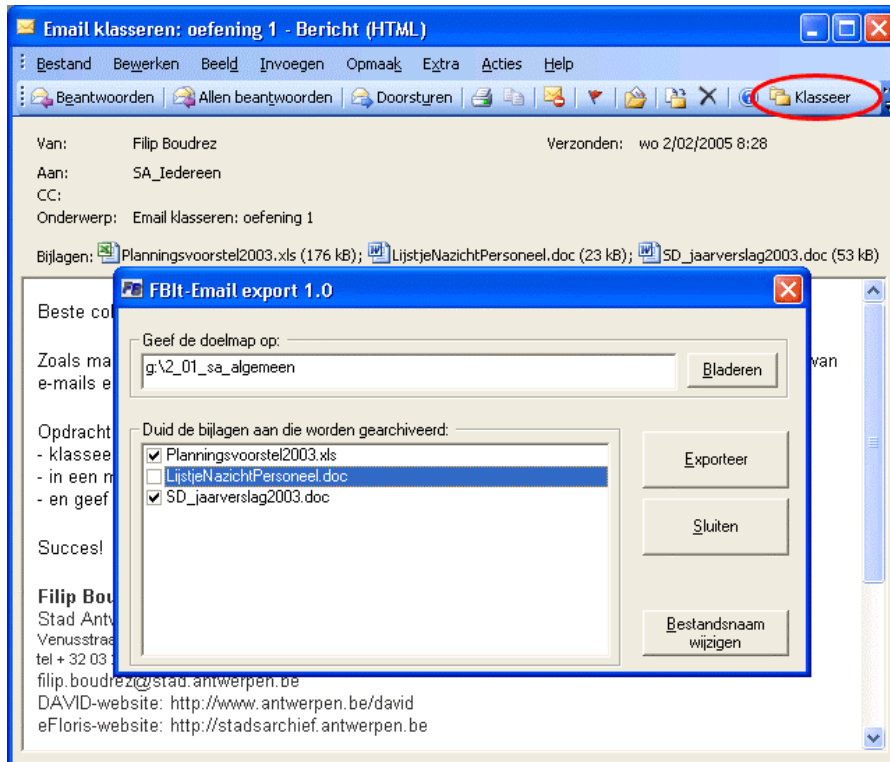 Email klasseren: oefening 1 - Bericht (HTML)
Bestand Bewerken Beeld Invoegen Opmaak Extra Acties Help
Beantwoorden Allen beantwoorden Doorsturen Klasseer
Van: Filip Boudrez Verzonden: wo 2/02/2005 8:28
Aan: SA_Iedereen
CC:
Onderwerp: Email klasseren: oefening 1
Bijlagen: Planningsvoorstel2003.xls (176 kB); LijstjeNazichtPersoneel.doc (23 kB); SD_jaarverslag2003.doc (53 kB)
FBIt-Email export 1.0
Beste
Geef de doelmap op:
Zoals van
g:\2_01_sa_algemeen Bladeren
e-mails
Opdracht
Duid de bijlagen aan die worden gearchiveerd:
- klassee
Planningsvoorstel2003.xls
- in een
LijstjeNazichtPersoneel.doc
Exporteer
- en geef
SD_jaarverslag2003.doc
Sluiten
Succes!
Filip Bou
Stad Antw
Venusstraa
Bestandsnaam
wijzigen
tel + 32 03
filip.boudrez@stad.antwerpen.be
DAVID-website: http://www.antwerpen.be/david
eFloris-website: http://stadsarchief.antwerpen.be